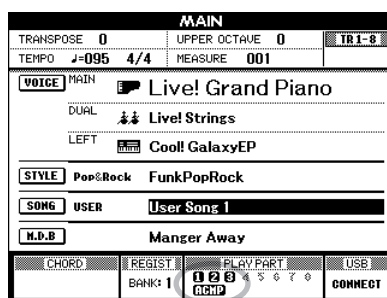 MAIN
TRANSPOSE 0 UPPER OCTAVE 0 TR 1-8
TEMPO ♩=095 4/4 MEASURE 001
VOICE MAIN Live! Grand Piano
DUAL Live! Strings
LEFT Cool! GalaxyEP
STYLE Pop&Rock FunkPopRock
SONG USER User Song 1
M.D.B Manger Away
CHORD REGIST PLAY PART USB
BANK: 1 1 2 3 4 5 6 7 8 CONNECT
ACMP